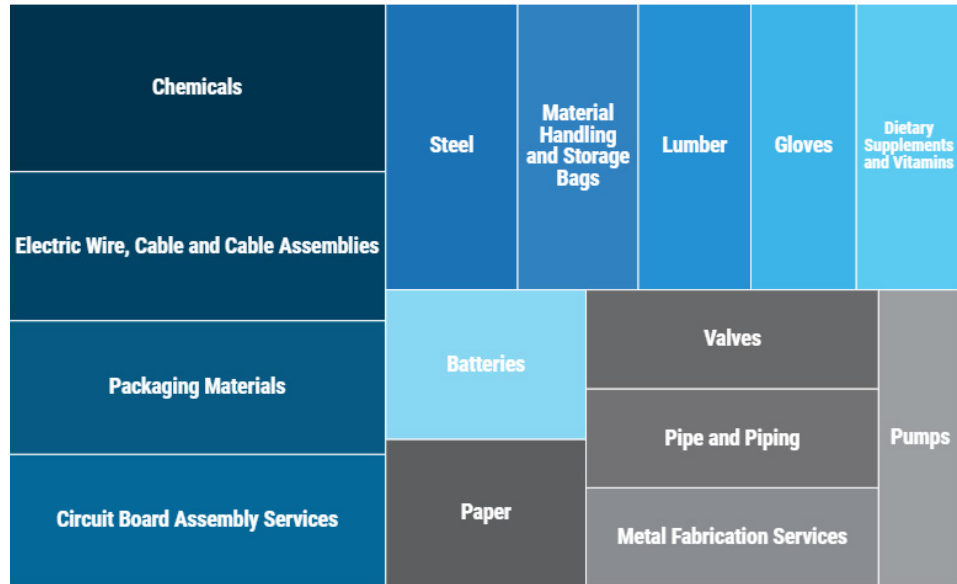 Chemicals
Electric Wire, Cable and Cable Assemblies
Packaging Materials
Circuit Board Assembly Services
Steel
Material
Handling
and Storage
Bags
Lumber
Gloves
Dietary
Supplements
and Vitamins
Batteries
Paper
Valves
Pipe and Piping
Metal Fabrication Services
Pumps